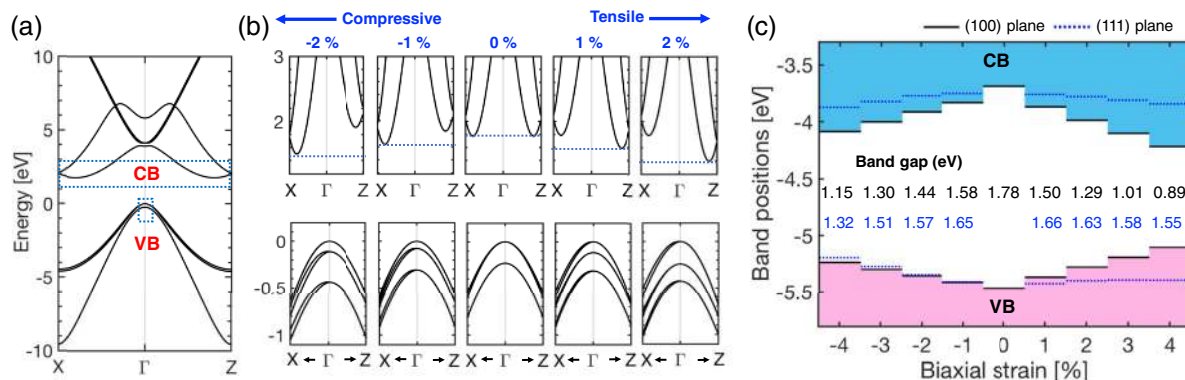 (a)
Energy [eV]
10
5
0
-5
-10
CB
VB
X Γ Z
(b)
Compressive Tensile
-2 % -1 % 0 % 1 % 2 %
3
2
0
-0.5
-1
X Γ Z X Γ Z X Γ Z X Γ Z X Γ Z
X Γ Z X Γ Z X Γ Z X Γ Z X Γ Z
(c)
(100) plane (111) plane
Band positions [eV]
-3.5
-4
-4.5
-5
-5.5
CB
Band gap (eV)
1.15 1.30 1.44 1.58 1.78 1.50 1.29 1.01 0.89
1.32 1.51 1.57 1.65 1.66 1.63 1.58 1.55
VB
-4 -3 -2 -1 0 1 2 3 4
Biaxial strain [%]